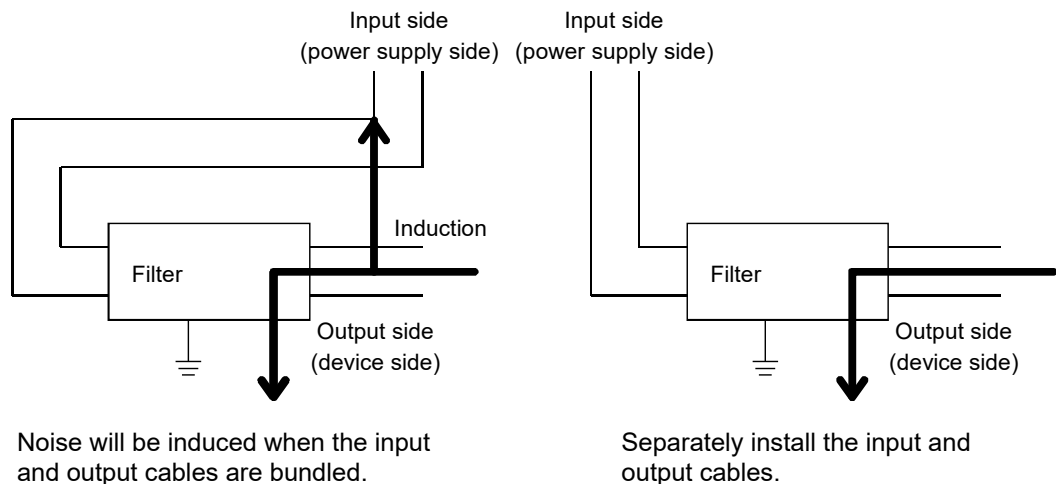 Input side
(power supply side)
Induction
Filter
Output side
(device side)
Noise will be induced when the input
and output cables are bundled.
Input side
(power supply side)
Filter
Output side
(device side)
Separately install the input and
output cables.